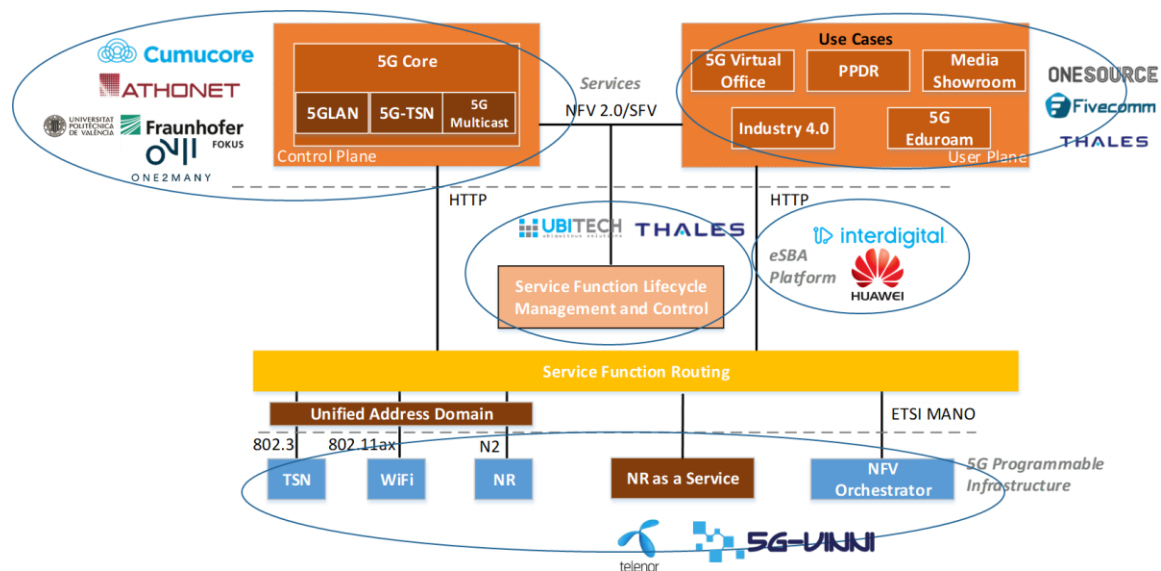 Cumucore
ATHONET
UNIVERSITAT
POLITÈCNICA
DE VALÈNCIA
Fraunhofer
FOKUS
ONE2MANY
5G Core
5GLAN
5G-TSN
5G
Multicast
Control Plane
Services
NFV 2.0/SFV
Use Cases
5G Virtual
Office
PPDR
Media
Showroom
Industry 4.0
5G
Eduroam
User Plane
ONESOURCE
Fivecomm
THALES
HTTP
HTTP
UBITECH
ubiquitous solutions
THALES
eSBA
Platform
interdigital
HUAWEI
Service Function Lifecycle
Management and Control
Service Function Routing
Unified Address Domain
ETSI MANO
802.3
802.11ax
N2
TSN
WiFi
NR
NR as a Service
NFV
Orchestrator
5G Programmable
Infrastructure
telenor
5G-VINNI